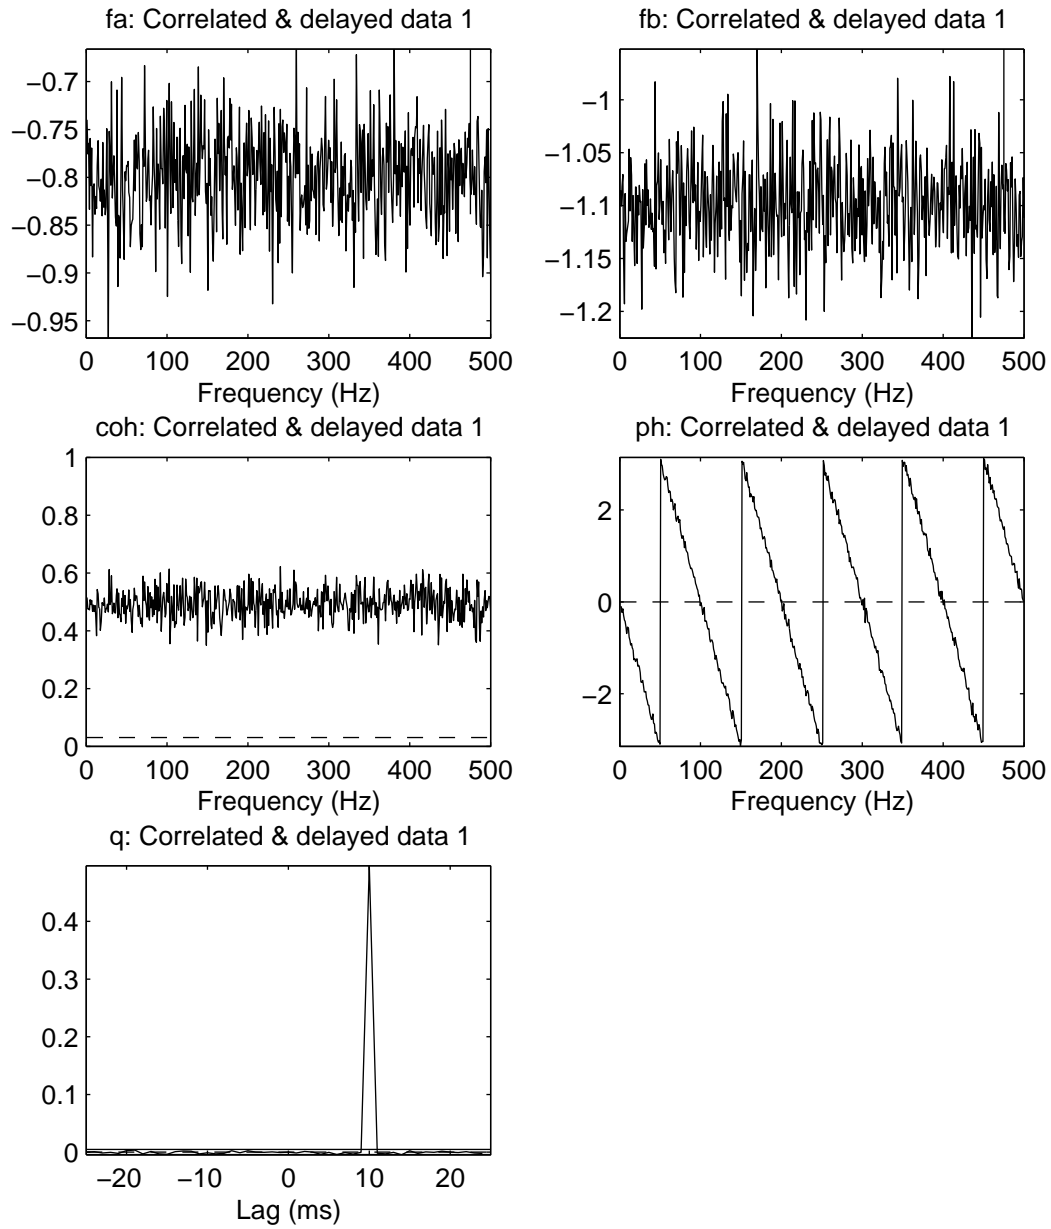 fa: Correlated & delayed data 1
−0.7
−0.75
−0.8
−0.85
−0.9
−0.95
0 100 200 300 400 500
Frequency (Hz)
fb: Correlated & delayed data 1
−1
−1.05
−1.1
−1.15
−1.2
0 100 200 300 400 500
Frequency (Hz)
coh: Correlated & delayed data 1
1
0.8
0.6
0.4
0.2
0
0 100 200 300 400 500
Frequency (Hz)
ph: Correlated & delayed data 1
2
0
−2
0 100 200 300 400 500
Frequency (Hz)
q: Correlated & delayed data 1
0.4
0.3
0.2
0.1
0
−20 −10 0 10 20
Lag (ms)